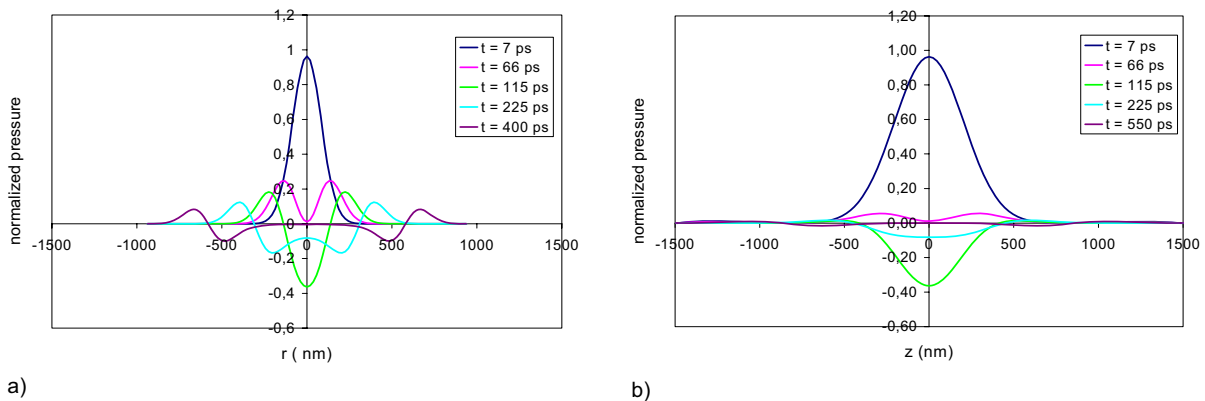 1,2
1
0,8
0,6
0,4
0,2
0
-0,2
-0,4
-0,6
-1500
-1000
-500
0
500
1000
1500
normalized pressure
r ( nm)
t = 7 ps
t = 66 ps
t = 115 ps
t = 225 ps
t = 400 ps
a)
1,20
1,00
0,80
0,60
0,40
0,20
0,00
-0,20
-0,40
-0,60
-1500
-1000
-500
0
500
1000
1500
normalized pressure
z (nm)
t = 7 ps
t = 66 ps
t = 115 ps
t = 225 ps
t = 550 ps
b)